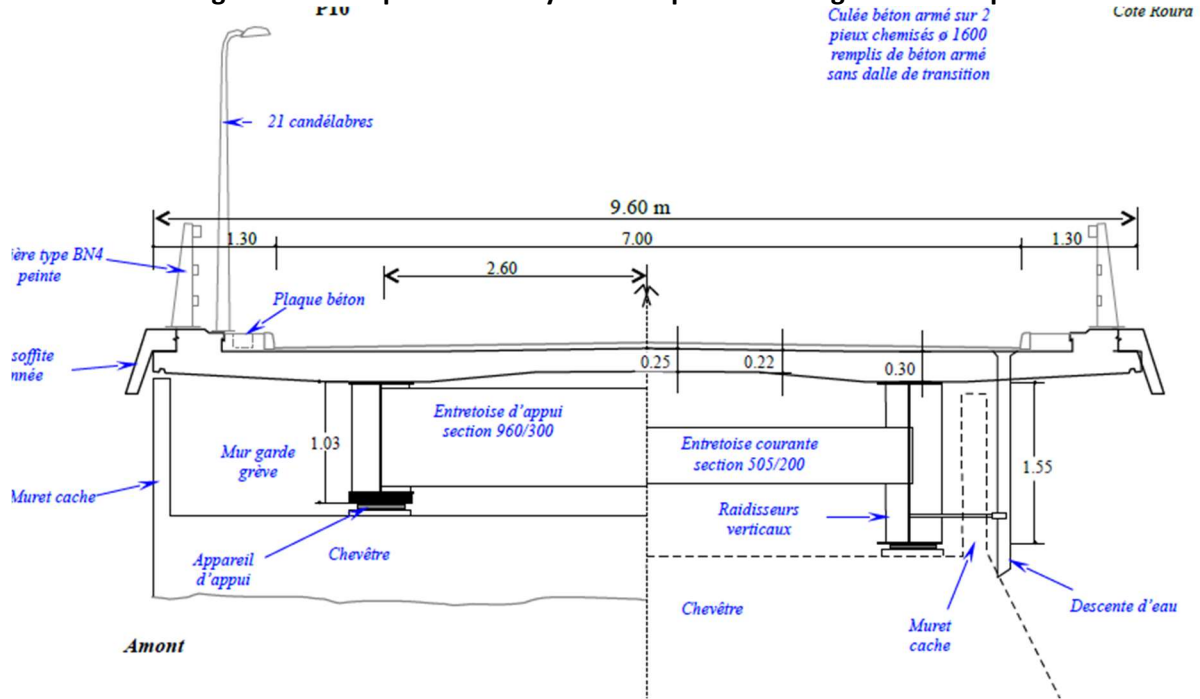 P10
Culée béton armé sur 2
pieux chemisés ø 1600
remplis de béton armé
sans dalle de transition
Côté Roura
21 candélabres
9.60 m
1.30
7.00
1.30
type BN4
peinte
2.60
Plaque béton
soffite
0.25
0.22
0.30
Entretoise d'appui
section 960/300
Mur garde
grève
1.03
Entretoise courante
section 505/200
1.55
Muret cache
Raidisseurs
verticaux
Appareil
d'appui
Chevêtre
Chevêtre
Descente d'eau
Muret
cache
Amont